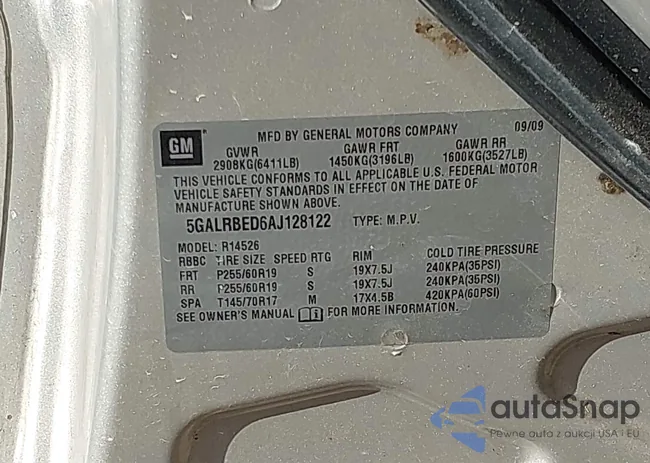 GM
MFD BY GENERAL MOTORS COMPANY 09/09
GVWR GAWR FRT GAWR RR
2908KG(6411LB) 1450KG(3196LB) 1600KG(3527LB)
THIS VEHICLE CONFORMS TO ALL APPLICABLE U.S. FEDERAL MOTOR
VEHICLE SAFETY STANDARDS IN EFFECT ON THE DATE OF
MANUFACTURE SHOWN ABOVE.
5GALRBED6AJ128122 TYPE: M.P.V.
MODEL: R14526
RBBC TIRE SIZE SPEED RTG RIM COLD TIRE PRESSURE
FRT P255/60R19 S 19X7.5J 240KPA(35PSI)
RR P255/60R19 S 19X7.5J 240KPA(35PSI)
SPA T145/70R17 M 17X4.5B 420KPA(60PSI)
SEE OWNER'S MANUAL FOR MORE INFORMATION.
autaSnap
Pewne auta z aukcji USA i EU